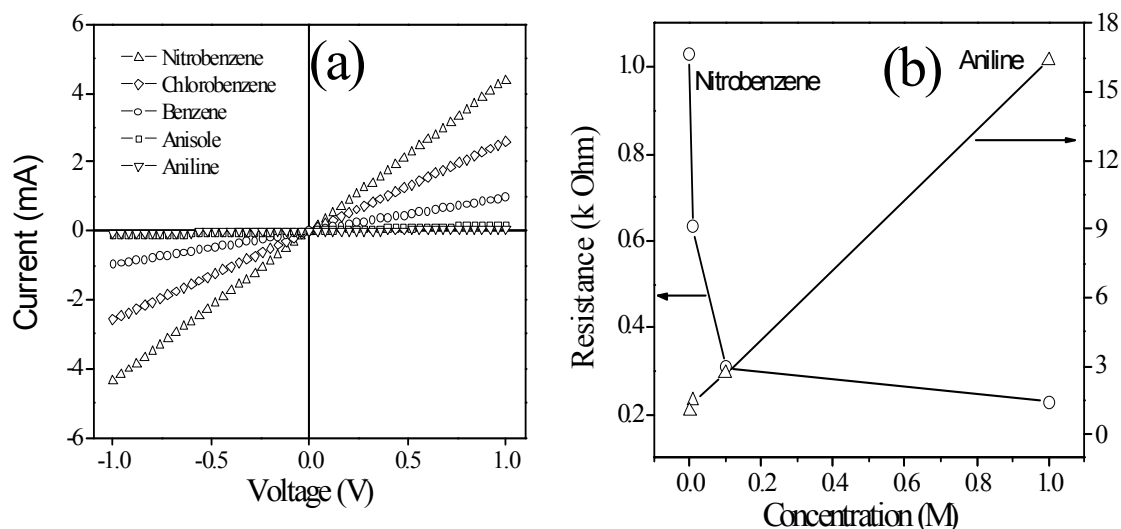 (a)
Nitrobenzene
Chlorobenzene
Benzene
Anisole
Aniline
6
4
2
0
-2
-4
-6
Current (mA)
-1.0 -0.5 0.0 0.5 1.0
Voltage (V)
(b)
Nitrobenzene
Aniline
1.0
0.8
0.6
0.4
0.2
Resistance (k Ohm)
18
15
12
9
6
3
0
0.0 0.2 0.4 0.6 0.8 1.0
Concentration (M)